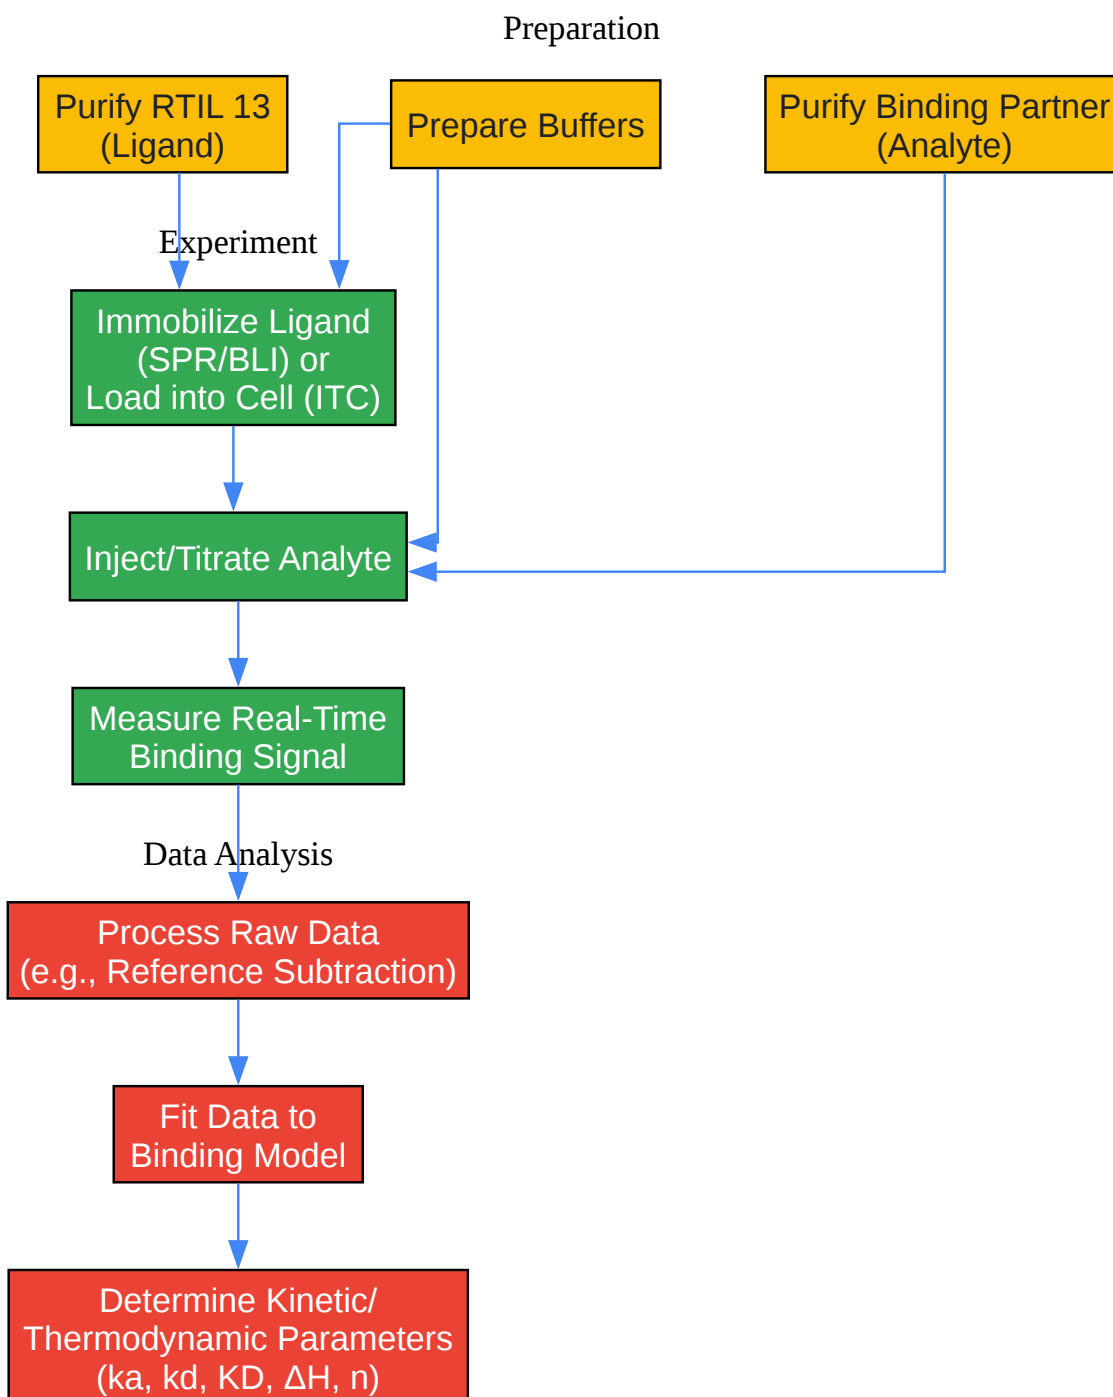 Preparation
Purify RTIL 13
(Ligand)
Prepare Buffers
Purify Binding Partner
(Analyte)
Experiment
Immobilize Ligand
(SPR/BLI) or
Load into Cell (ITC)
Inject/Titrate Analyte
Measure Real-Time
Binding Signal
Data Analysis
Process Raw Data
(e.g., Reference Subtraction)
Fit Data to
Binding Model
Determine Kinetic/
Thermodynamic Parameters
(ka, kd, KD, ΔH, n)